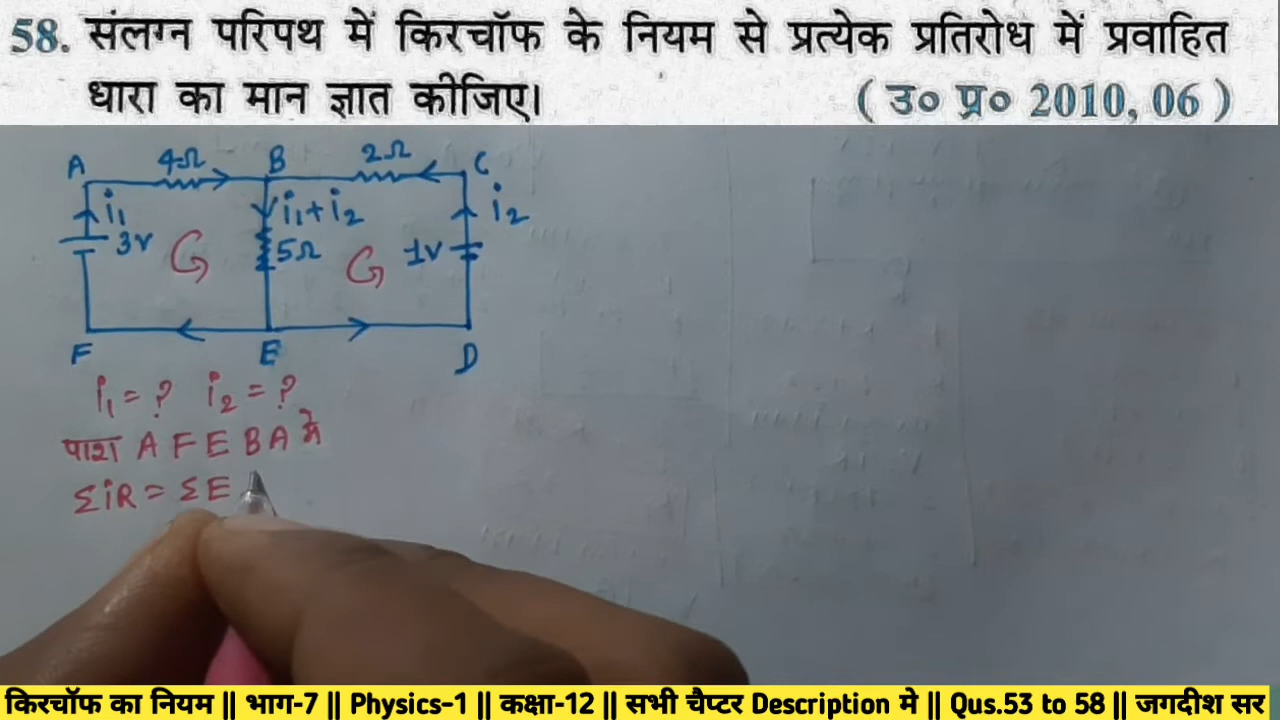 58. संलग्न परिपथ में किरचॉफ के नियम से प्रत्येक प्रतिरोध में प्रवाहित
धारा का मान ज्ञात कीजिए।
( उ० प्र० 2010, 06 )
A 4Ω B 2Ω C
i₁ i₁+i₂ i₂
3v 5Ω 1v
F E D
i₁ = ? i₂ = ?
पाश A F E B A में
ΣiR = ΣE
किरचॉफ का नियम || भाग-7 || Physics-1 || कक्षा-12 || सभी चैप्टर Description मे || Qus.53 to 58 || जगदीश सर